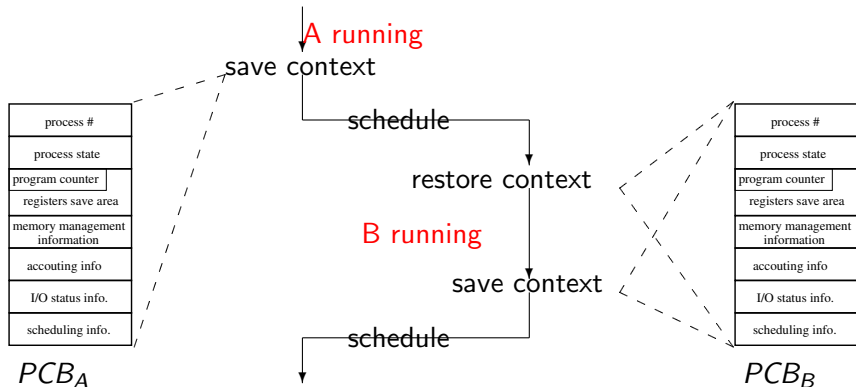 A running
save context
schedule
restore context
B running
save context
schedule
process #
process state
program counter
registers save area
memory management
information
accouting info
I/O status info.
scheduling info.
PCB_A
process #
process state
program counter
registers save area
memory management
information
accouting info
I/O status info.
scheduling info.
PCB_B